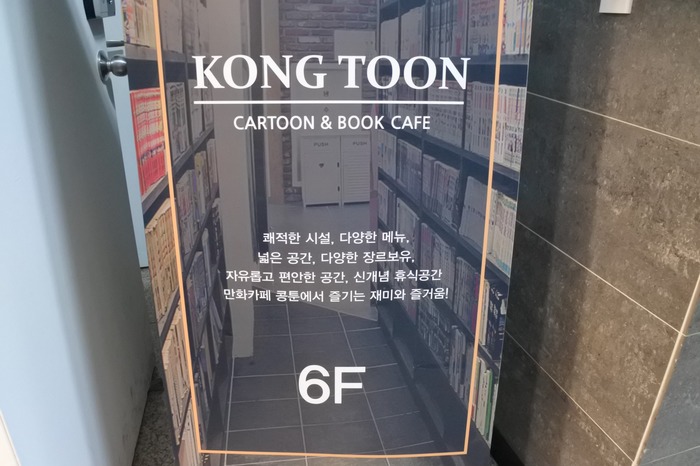 KONG TOON
CARTOON & BOOK CAFE
PUSH PUSH
쾌적한 시설, 다양한 메뉴,
넓은 공간, 다양한 장르보유,
자유롭고 편안한 공간, 신개념 휴식공간
만화카페 콩툰에서 즐기는 재미와 즐거움!
6F